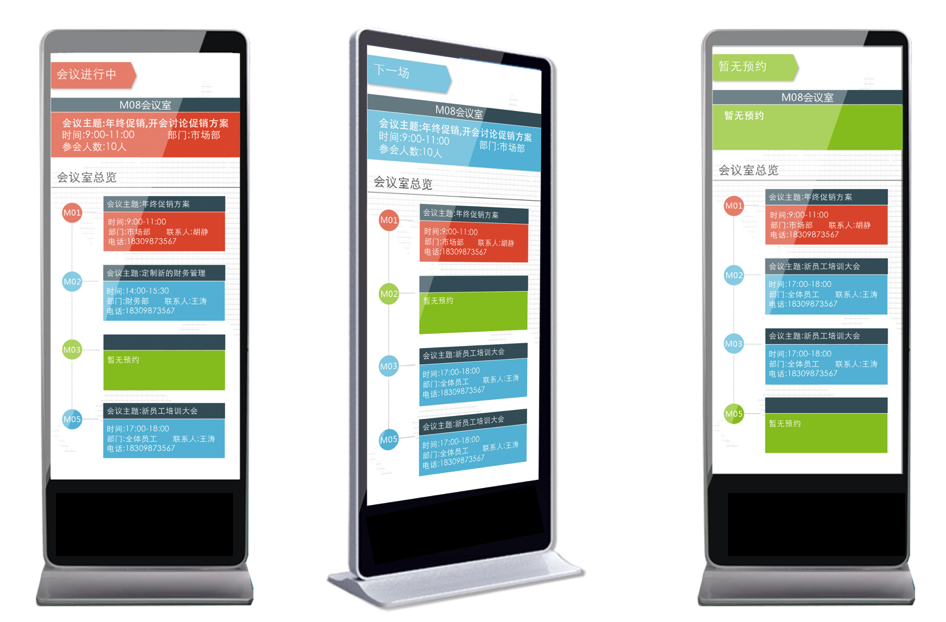 会议进行中
M08会议室
会议主题:年终促销,开会讨论促销方案
时间:9:00-11:00 部门:市场部
参会人数:10人
会议室总览
M01
会议主题:年终促销方案
时间:9:00-11:00
部门:市场部 联系人:胡静
电话:18309873567
M02
会议主题:定制新的财务管理
时间:14:00-15:30
部门:财务部 联系人:王涛
电话:18309873567
M03
暂无预约
M05
会议主题:新员工培训大会
时间:17:00-18:00
部门:全体员工 联系人:王涛
电话:18309873567
下一场
M08会议室
会议主题:年终促销,开会讨论促销方案
时间:9:00-11:00 部门:市场部
参会人数:10人
会议室总览
M01
会议主题:年终促销方案
时间:9:00-11:00
部门:市场部 联系人:胡静
电话:18309873567
M02
暂无预约
M03
会议主题:新员工培训大会
时间:17:00-18:00
部门:全体员工 联系人:王涛
电话:18309873567
M05
会议主题:新员工培训大会
时间:17:00-18:00
部门:全体员工 联系人:王涛
电话:18309873567
暂无预约
M08会议室
暂无预约
会议室总览
M01
会议主题:年终促销方案
时间:9:00-11:00
部门:市场部 联系人:胡静
电话:18309873567
M02
会议主题:新员工培训大会
时间:17:00-18:00
部门:全体员工 联系人:王涛
电话:18309873567
M03
会议主题:新员工培训大会
时间:17:00-18:00
部门:全体员工 联系人:王涛
电话:18309873567
M05
暂无预约